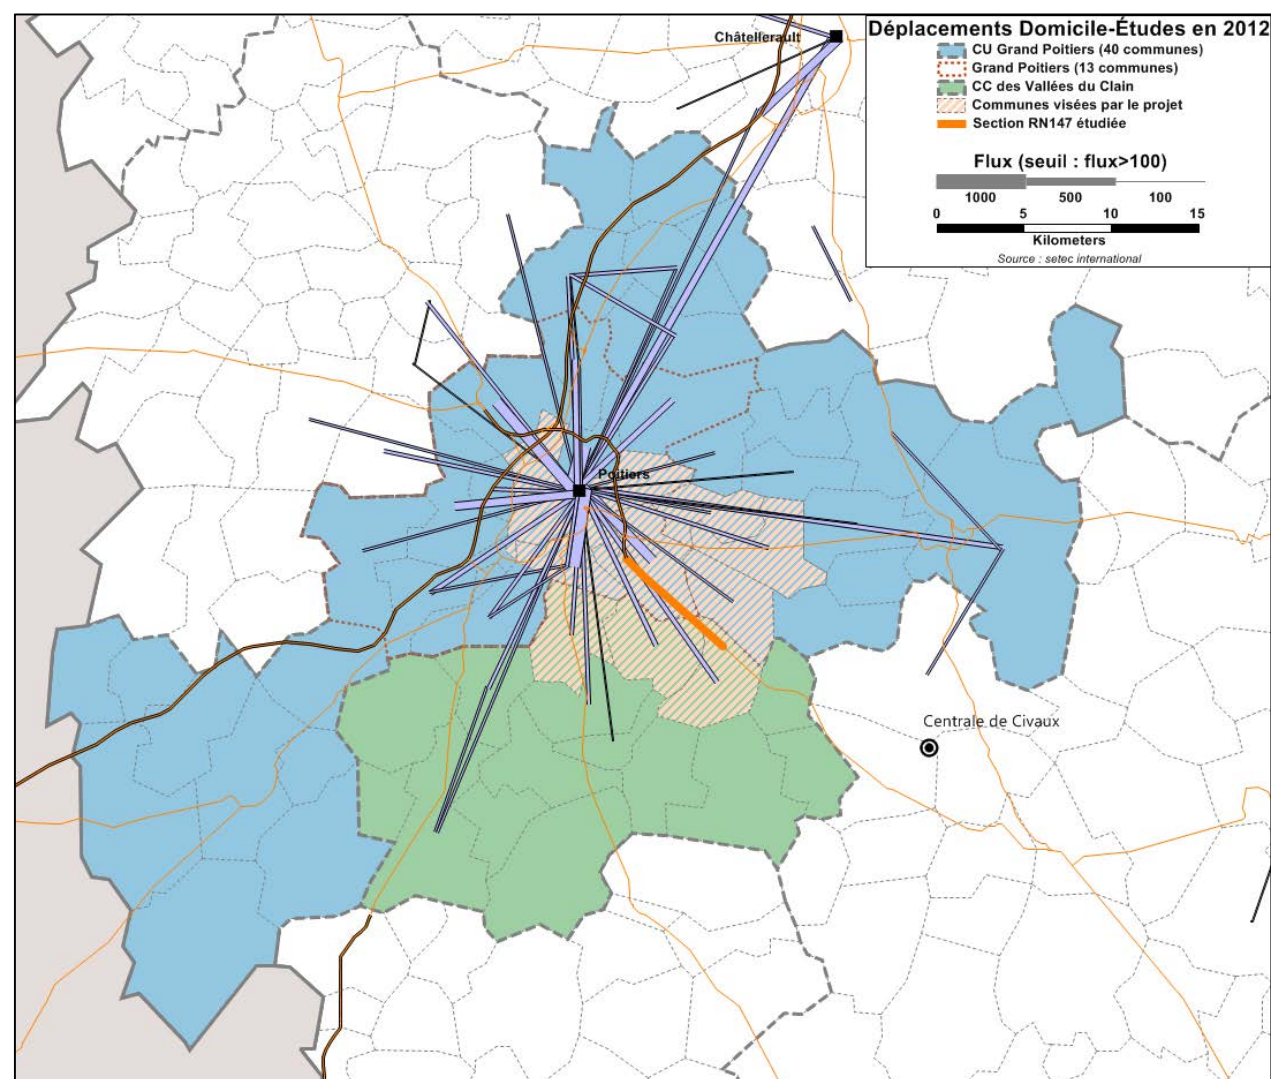 Déplacements Domicile-Études en 2012
CU Grand Poitiers (40 communes)
Grand Poitiers (13 communes)
CC des Vallées du Clain
Communes visées par le projet
Section RN147 étudiée
Flux (seuil : flux>100)
1000 500 100
0 5 10 15
Kilometers
Source : setec international
Châtellerault
Poitiers
Centrale de Civaux